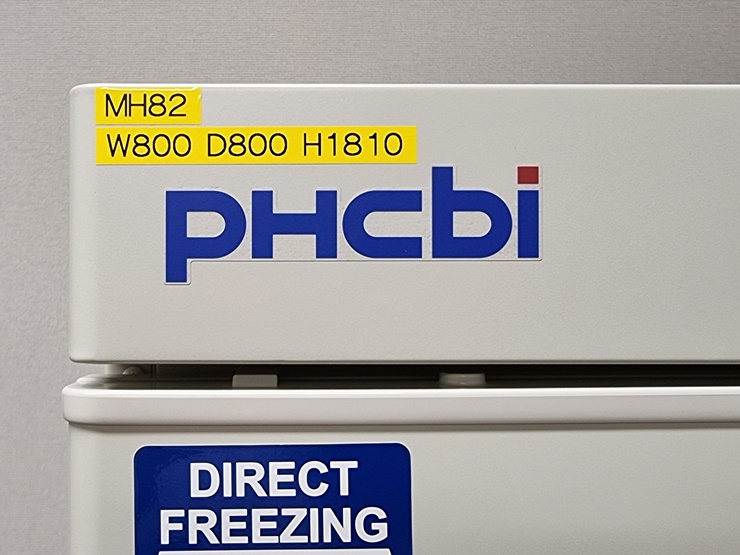 MH82
W800 D800 H1810
PHCbi
DIRECT
FREEZING